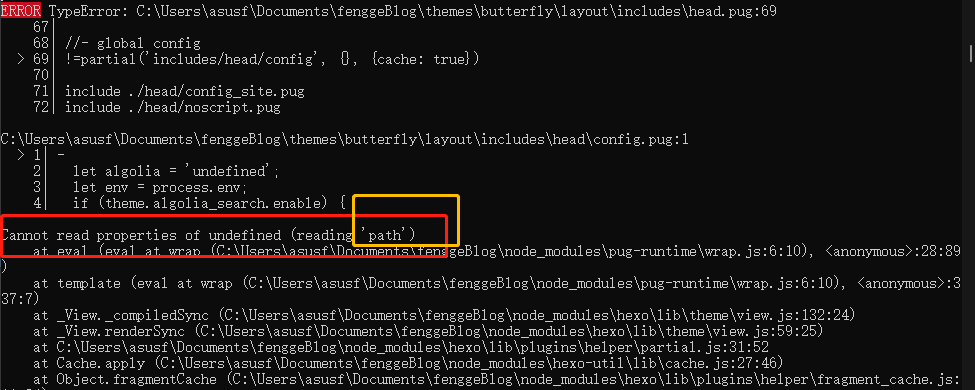 ERROR TypeError: C:\Users\asusf\Documents\fenggeBlog\themes\butterfly\layout\includes\head.pug:69
67|
68| //- global config
> 69| !=partial('includes/head/config', {}, {cache: true})
70|
71| include ./head/config_site.pug
72| include ./head/noscript.pug
C:\Users\asusf\Documents\fenggeBlog\themes\butterfly\layout\includes\head\config.pug:1
> 1| -
2| let algolia = 'undefined';
3| let env = process.env;
4| if (theme.algolia_search.enable) {
Cannot read properties of undefined (reading 'path')
at eval (eval at wrap (C:\Users\asusf\Documents\fenggeBlog\node_modules\pug-runtime\wrap.js:6:10), <anonymous>:28:89
)
at template (eval at wrap (C:\Users\asusf\Documents\fenggeBlog\node_modules\pug-runtime\wrap.js:6:10), <anonymous>:3
37:7)
at _View._compiledSync (C:\Users\asusf\Documents\fenggeBlog\node_modules\hexo\lib\theme\view.js:132:24)
at _View.renderSync (C:\Users\asusf\Documents\fenggeBlog\node_modules\hexo\lib\theme\view.js:59:25)
at C:\Users\asusf\Documents\fenggeBlog\node_modules\hexo\lib\plugins\helper\partial.js:31:52
at Cache.apply (C:\Users\asusf\Documents\fenggeBlog\node_modules\hexo-util\lib\cache.js:27:46)
at Object.fragmentCache (C:\Users\asusf\Documents\fenggeBlog\node_modules\hexo\lib\plugins\helper\fragment_cache.js: